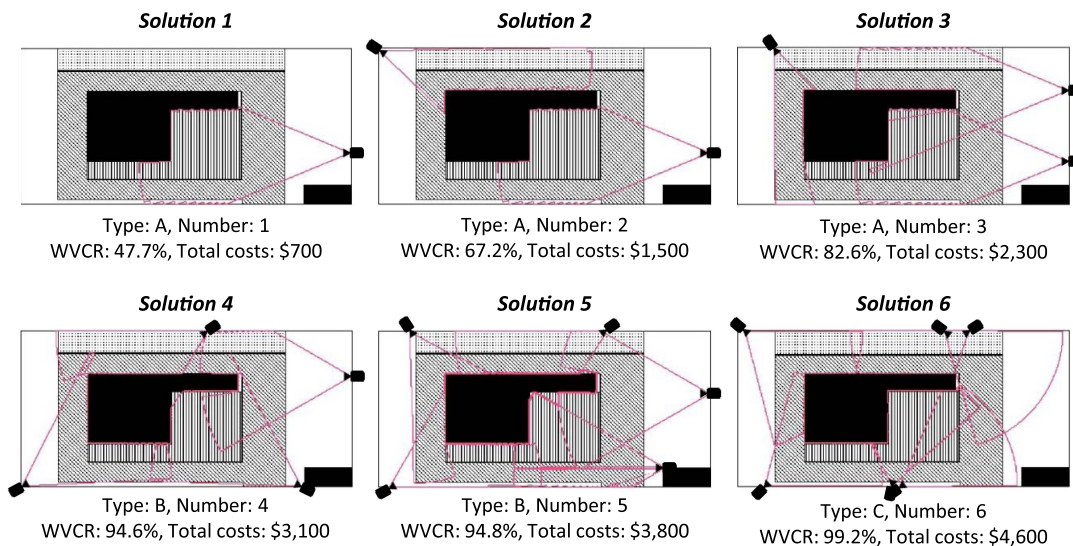 Solution 1
Solution 2
Solution 3
Type: A, Number: 1
WVCR: 47.7%, Total costs: $700
Type: A, Number: 2
WVCR: 67.2%, Total costs: $1,500
Type: A, Number: 3
WVCR: 82.6%, Total costs: $2,300
Solution 4
Solution 5
Solution 6
Type: B, Number: 4
WVCR: 94.6%, Total costs: $3,100
Type: B, Number: 5
WVCR: 94.8%, Total costs: $3,800
Type: C, Number: 6
WVCR: 99.2%, Total costs: $4,600